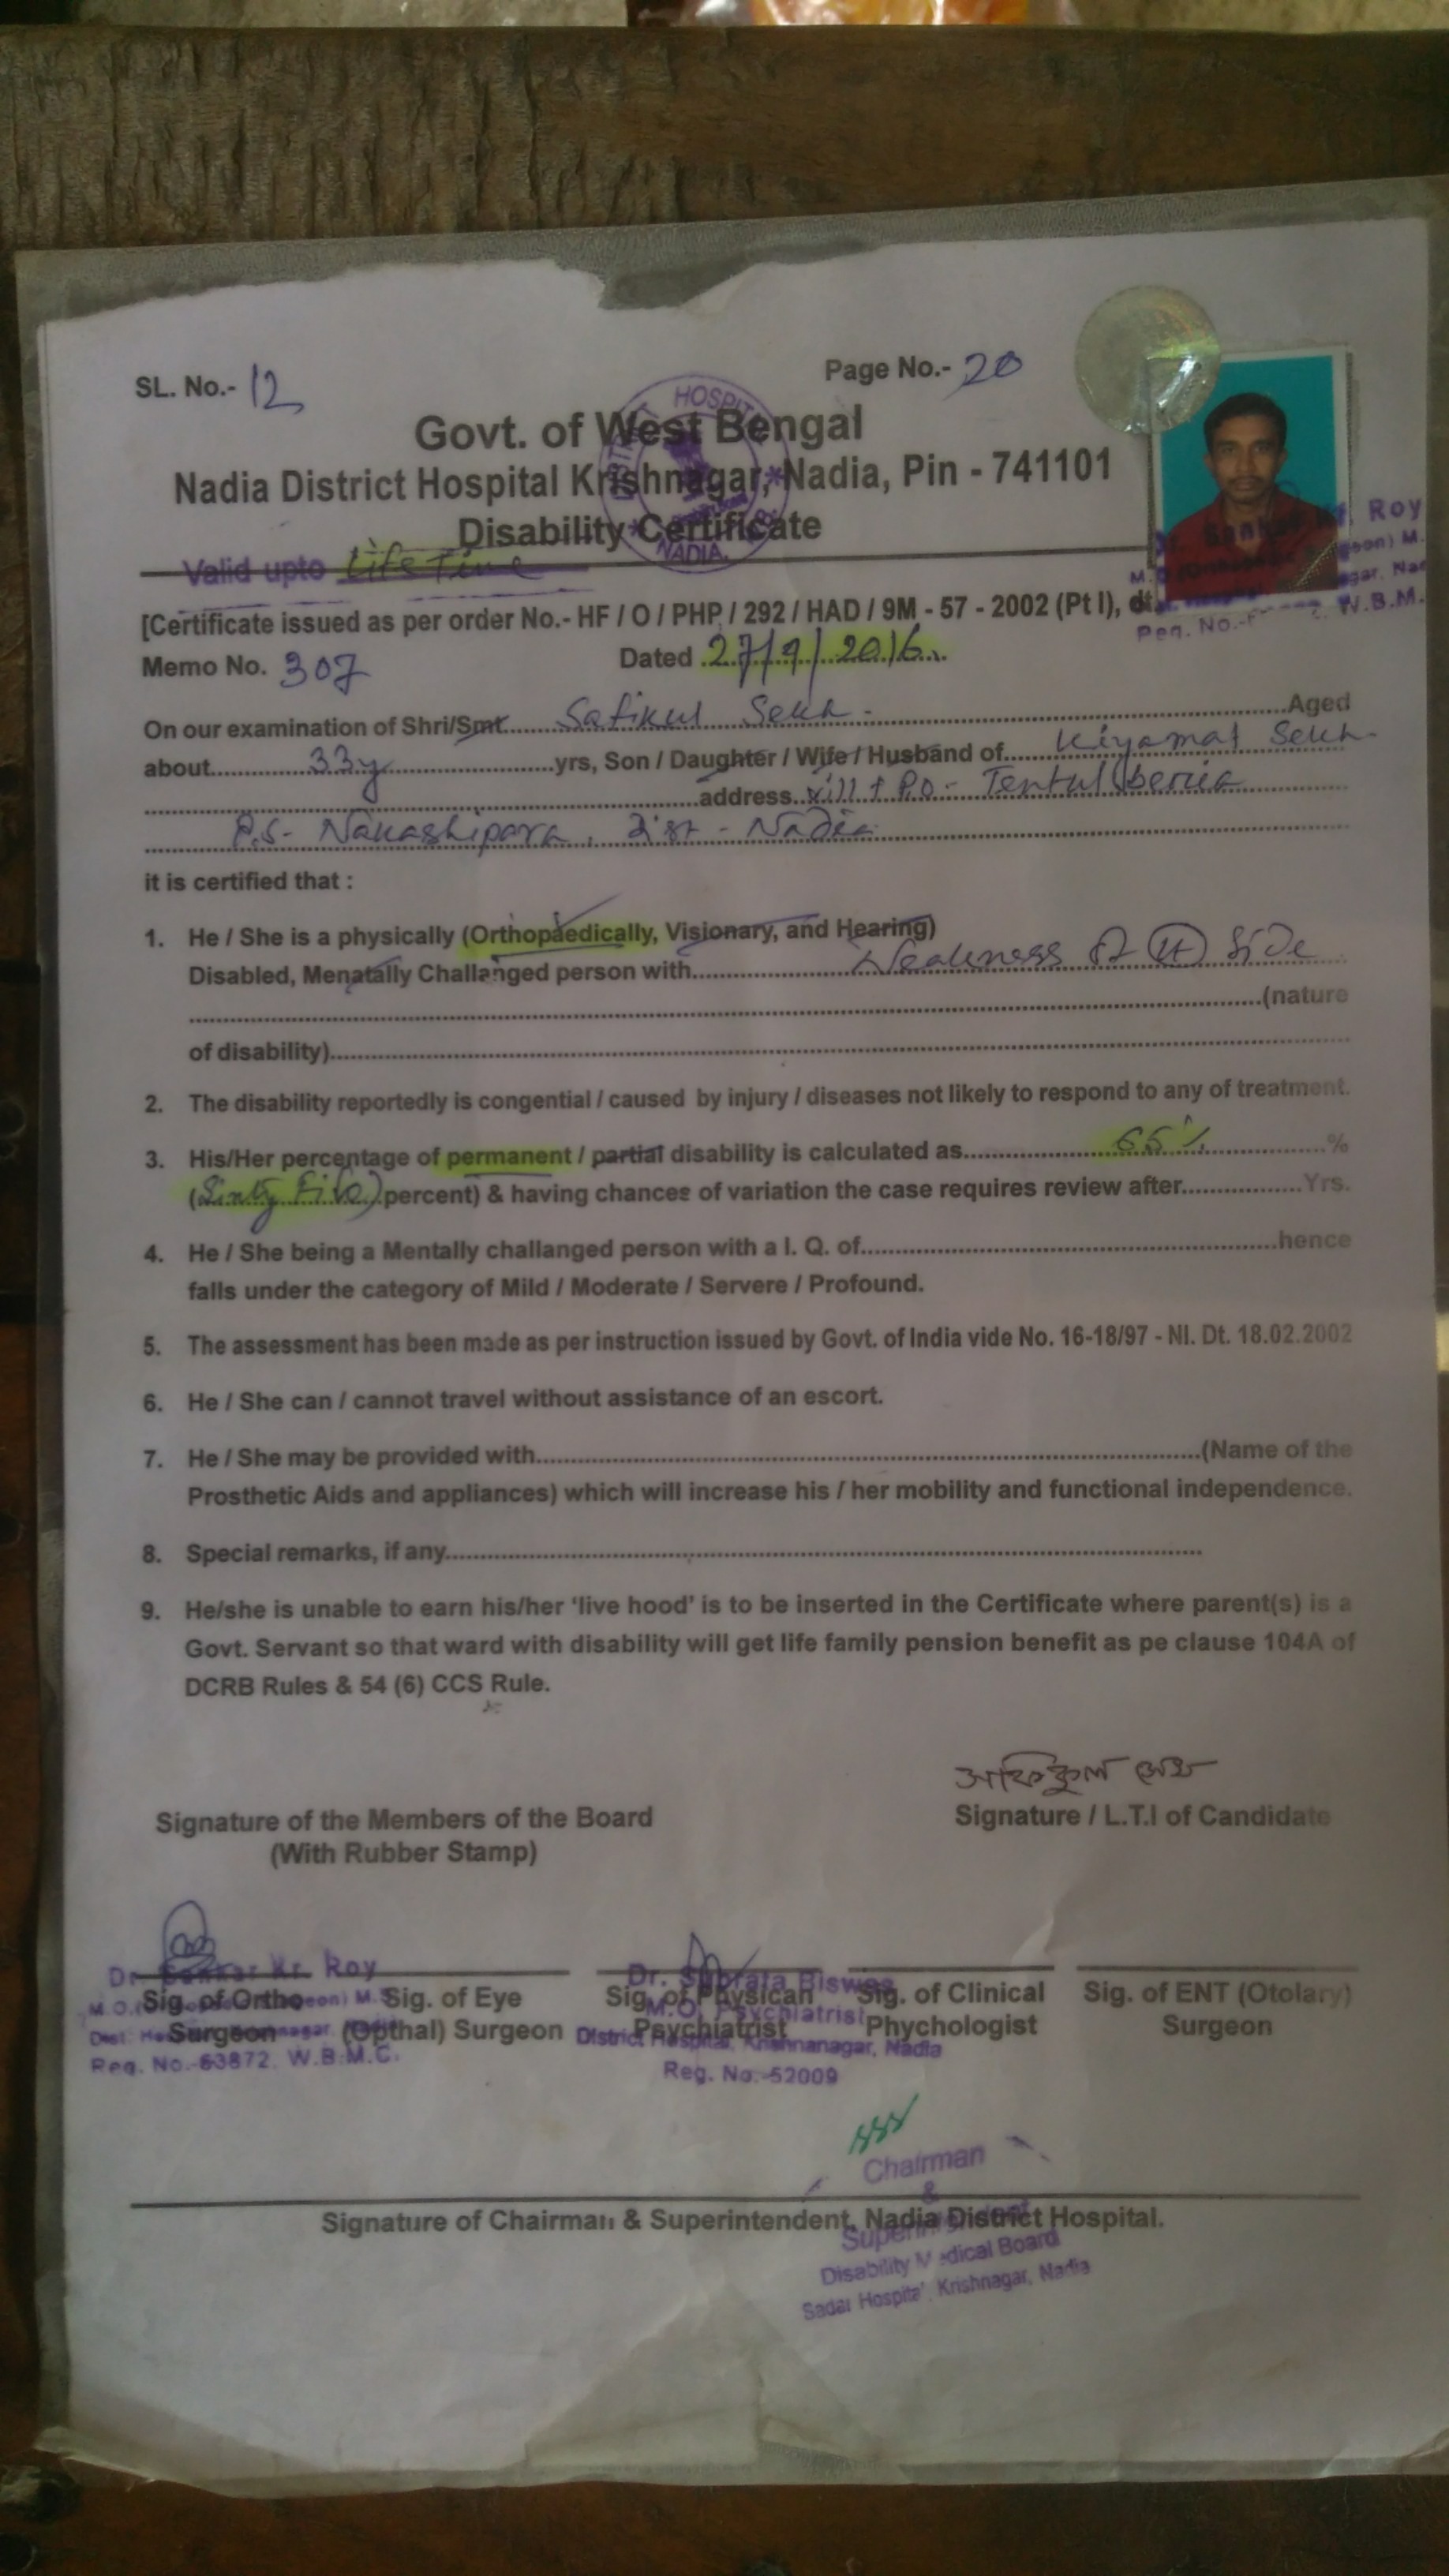 SL. No.- 12
Page No.- 20
HOSPITAL
NADIA
Govt. of West Bengal
Nadia District Hospital Krishnagar, Nadia, Pin - 741101
Disability Certificate
Valid upto Life Time
[Certificate issued as per order No.- HF / O / PHP / 292 / HAD / 9M - 57 - 2002 (Pt I), dt.
Roy
W.B.M.
Memo No. 307 Dated 27/9/2016
On our examination of Shri/Smt. Safikul Sekh Aged
about 33y yrs, Son / Daughter / Wife / Husband of Kiyamat Sekh
address Vill + P.O - Tentulberia
P.S- Nakashipara, Dist - Nadia
it is certified that :
1. He / She is a physically (Orthopaedically, Visionary, and Hearing)
Disabled, Menatally Challanged person with Weakness of Lt Side
(nature
of disability)
2. The disability reportedly is congential / caused by injury / diseases not likely to respond to any of treatment.
3. His/Her percentage of permanent / partial disability is calculated as 65% %
(Sixty Five) percent) & having chances of variation the case requires review after Yrs.
4. He / She being a Mentally challanged person with a I. Q. of hence
falls under the category of Mild / Moderate / Servere / Profound.
5. The assessment has been made as per instruction issued by Govt. of India vide No. 16-18/97 - NI. Dt. 18.02.2002
6. He / She can / cannot travel without assistance of an escort.
7. He / She may be provided with (Name of the
Prosthetic Aids and appliances) which will increase his / her mobility and functional independence.
8. Special remarks, if any
9. He/she is unable to earn his/her ‘live hood’ is to be inserted in the Certificate where parent(s) is a
Govt. Servant so that ward with disability will get life family pension benefit as pe clause 104A of
DCRB Rules & 54 (6) CCS Rule.
সাফিকুল সেখ
Signature of the Members of the Board
(With Rubber Stamp)
Signature / L.T.I of Candidate
Dr. Sankar Kr. Roy
Dr. Subrata Biswas
Sig. of Ortho Sig. of Eye Sig. of Physican Sig. of Clinical Sig. of ENT (Otolary)
M.O. Psychiatrist
Surgeon (Opthal) Surgeon Psychiatrist Phychologist Surgeon
District Hospital, Krishnanagar, Nadia
Reg. No.-63872, W.B.M.C.
Reg. No.-52009
Chairman
&
Signature of Chairman & Superintendent, Nadia District Hospital.
Superintendent
Disability Medical Board
Sadar Hospital, Krishnagar, Nadia